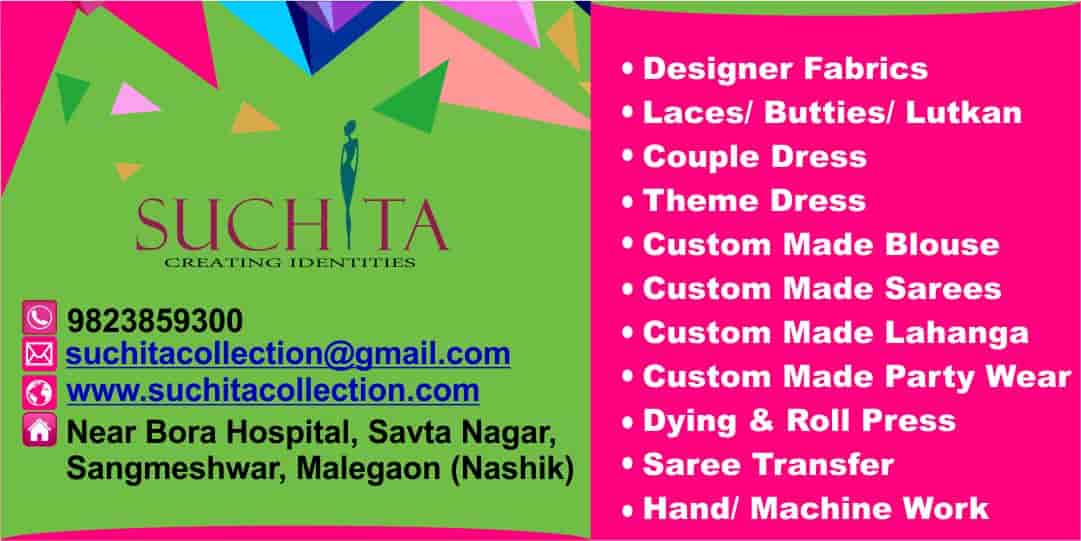 SUCHITA
CREATING IDENTITIES
9823859300
suchitacollection@gmail.com
www.suchitacollection.com
Near Bora Hospital, Savta Nagar,
Sangmeshwar, Malegaon (Nashik)
• Designer Fabrics
• Laces/ Butties/ Lutkan
• Couple Dress
• Theme Dress
• Custom Made Blouse
• Custom Made Sarees
• Custom Made Lahanga
• Custom Made Party Wear
• Dying & Roll Press
• Saree Transfer
• Hand/ Machine Work